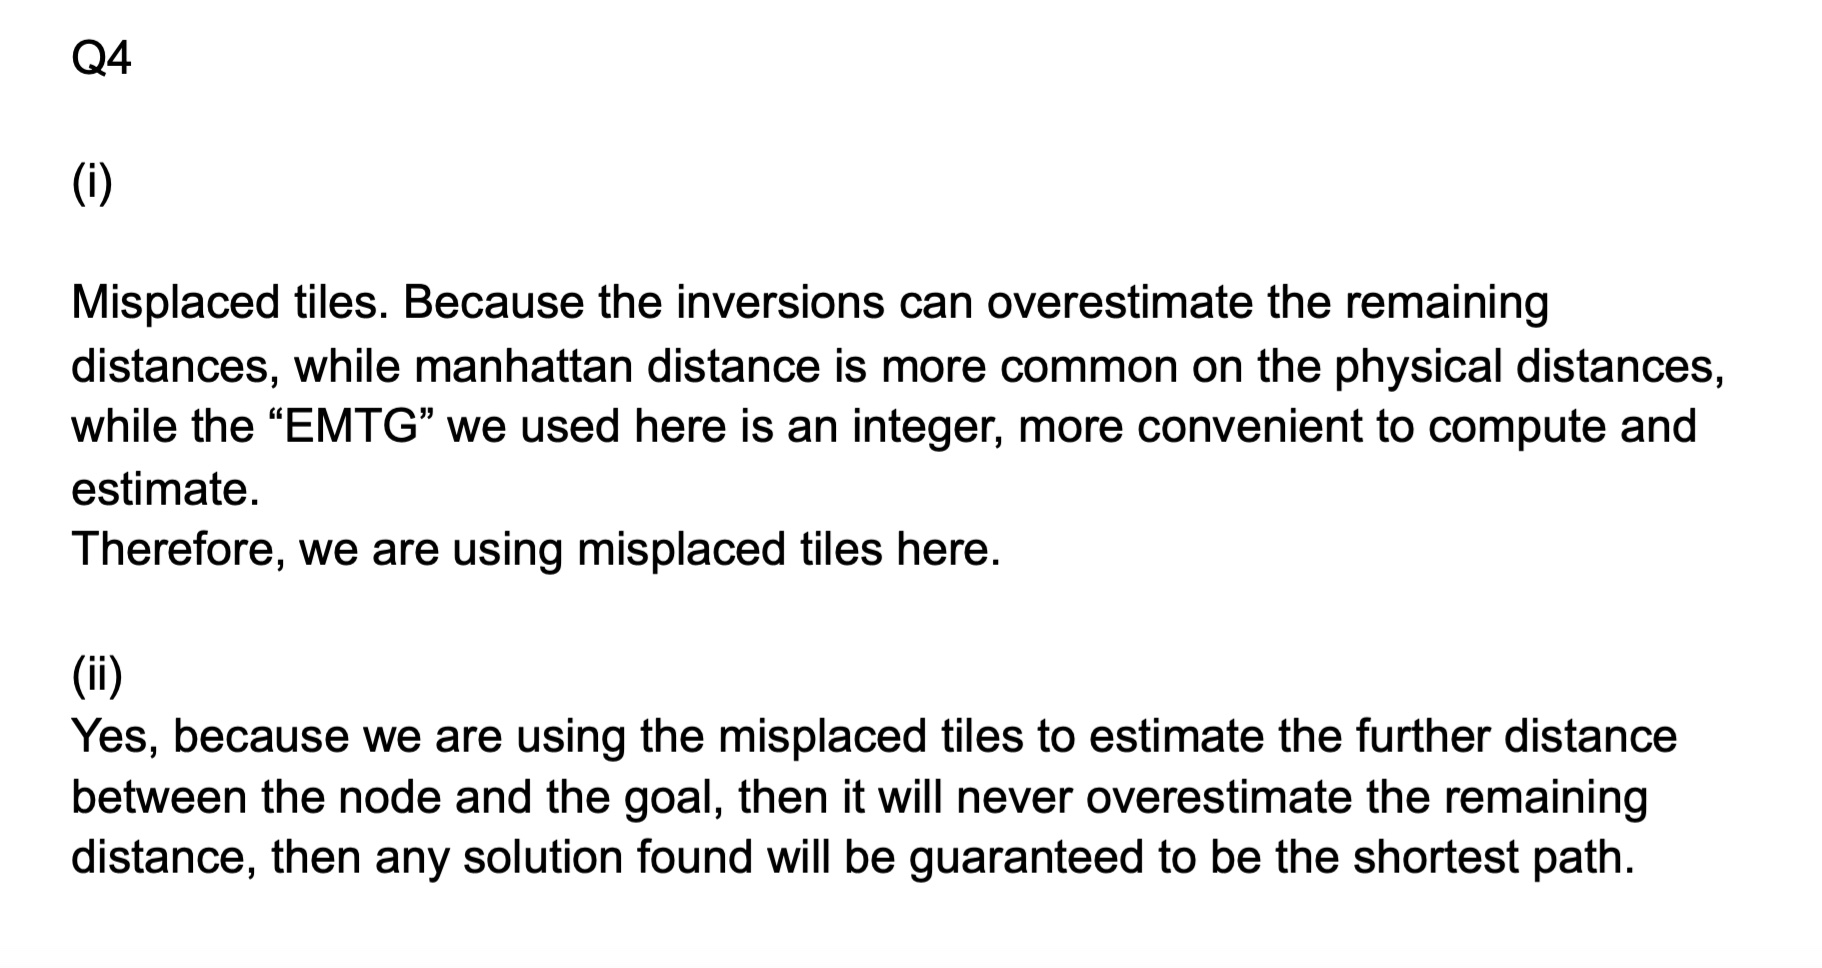 Q4
(i)
Misplaced tiles. Because the inversions can overestimate the remaining
distances, while manhattan distance is more common on the physical distances,
while the “EMTG” we used here is an integer, more convenient to compute and
estimate.
Therefore, we are using misplaced tiles here.
(ii)
Yes, because we are using the misplaced tiles to estimate the further distance
between the node and the goal, then it will never overestimate the remaining
distance, then any solution found will be guaranteed to be the shortest path.